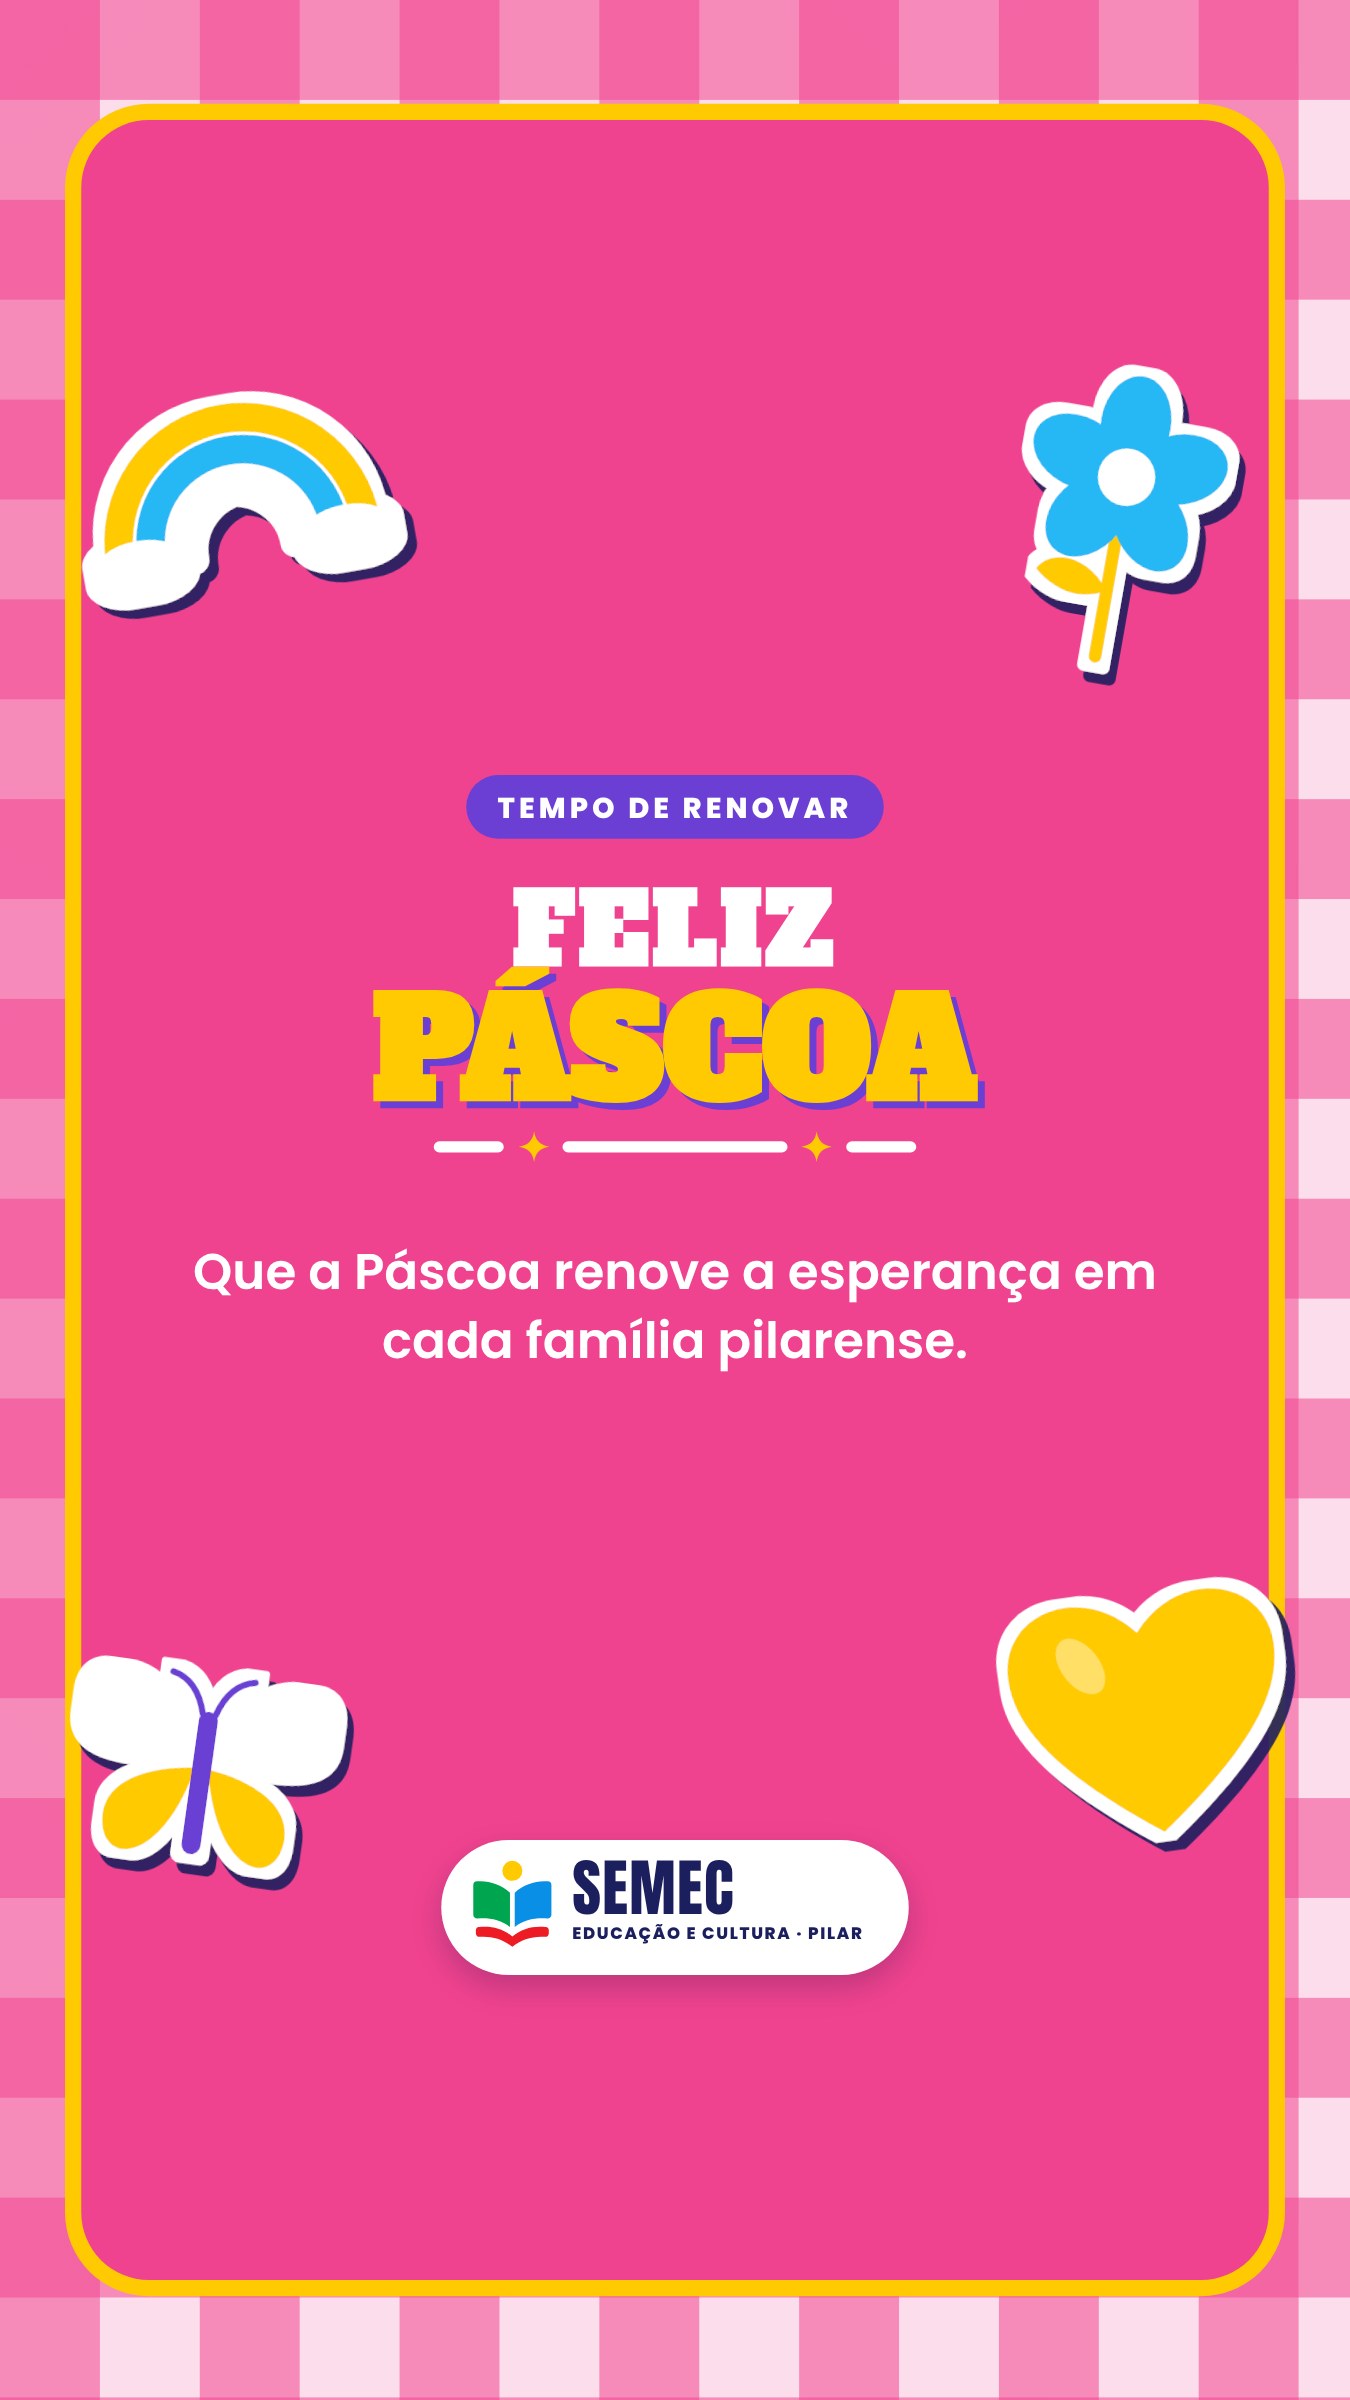 TEMPO DE RENOVAR
FELIZ
PÁSCOA
Que a Páscoa renove a esperança em
cada família pilarense.
SEMEC
EDUCAÇÃO E CULTURA · PILAR